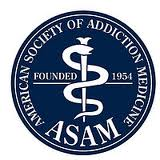 AMERICAN SOCIETY OF ADDICTION MEDICINE
FOUNDED 1954
ASAM